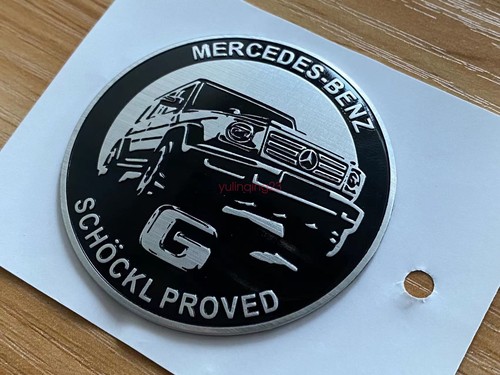 MERCEDES-BENZ
G
SCHÖCKL PROVED